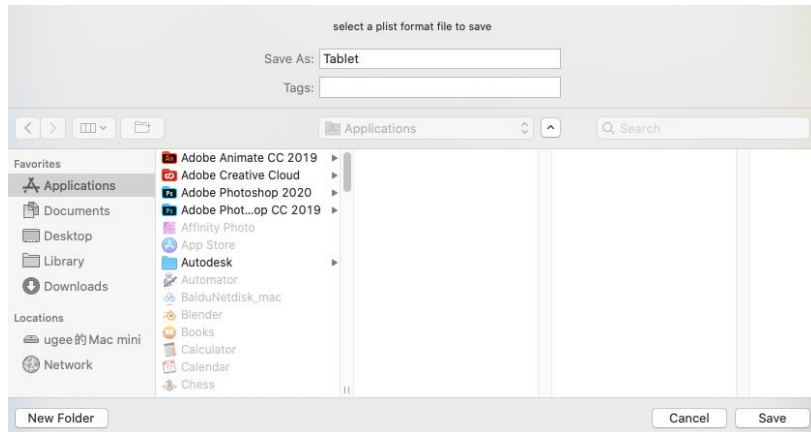 select a plist format file to save
Save As: Tablet
Tags:
Applications
Search
Favorites
Applications
Documents
Desktop
Library
Downloads
Locations
ugee的 Mac mini
Network
Adobe Animate CC 2019
Adobe Creative Cloud
Adobe Photoshop 2020
Adobe Phot...op CC 2019
Affinity Photo
App Store
Autodesk
Automator
BaiduNetdisk_mac
Blender
Books
Calculator
Calendar
Chess
New Folder
Cancel
Save